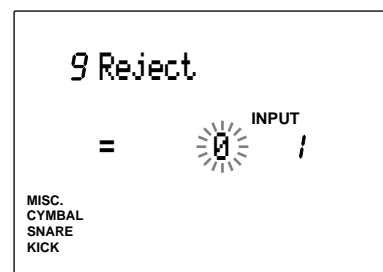 9 Reject
INPUT
= 0 1
MISC.
CYMBAL
SNARE
KICK